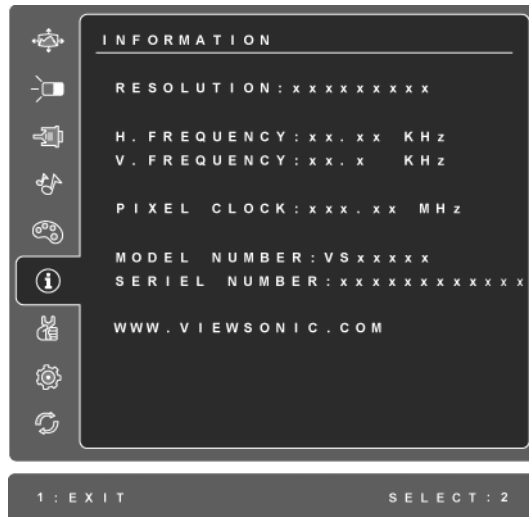 INFORMATION
RESOLUTION:xxxxxxxxx
H.FREQUENCY:xx.xx KHz
V.FREQUENCY:xx.x KHz
PIXEL CLOCK:xxx.xx MHz
MODEL NUMBER:VSxxxxx
SERIEL NUMBER:xxxxxxxxxxxx
WWW.VIEWSONIC.COM
1:EXIT SELECT:2